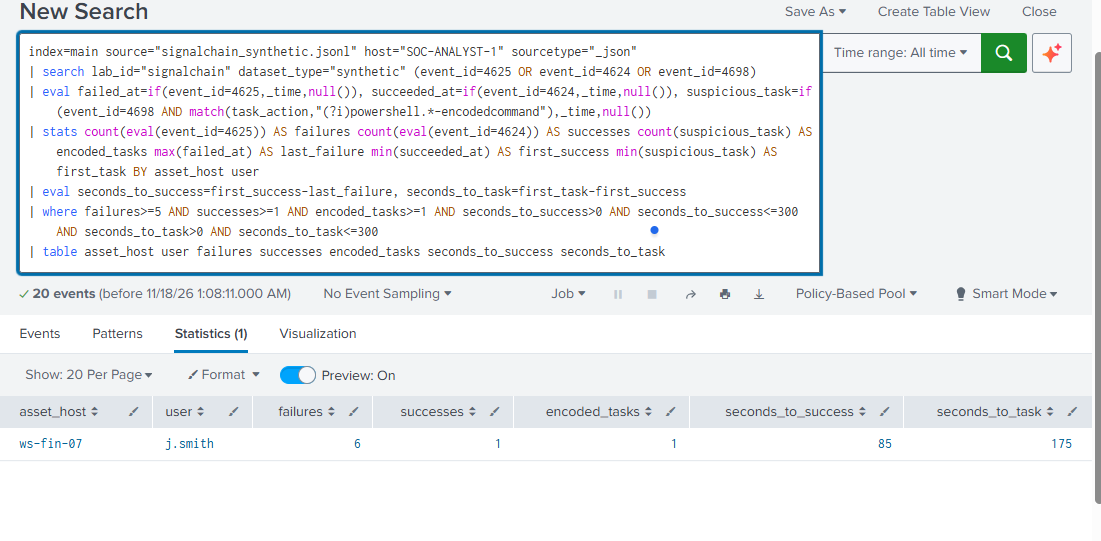 New Search
Save As Create Table View Close
index=main source="signalchain_synthetic.jsonl" host="SOC-ANALYST-1" sourcetype="_json"
| search lab_id="signalchain" dataset_type="synthetic" (event_id=4625 OR event_id=4624 OR event_id=4698)
| eval failed_at=if(event_id=4625,_time,null()), succeeded_at=if(event_id=4624,_time,null()), suspicious_task=if
(event_id=4698 AND match(task_action,"(?i)powershell.*-encodedcommand"),_time,null())
| stats count(eval(event_id=4625)) AS failures count(eval(event_id=4624)) AS successes count(suspicious_task) AS
encoded_tasks max(failed_at) AS last_failure min(succeeded_at) AS first_success min(suspicious_task) AS
first_task BY asset_host user
| eval seconds_to_success=first_success-last_failure, seconds_to_task=first_task-first_success
| where failures>=5 AND successes>=1 AND encoded_tasks>=1 AND seconds_to_success>0 AND seconds_to_success<=300
AND seconds_to_task>0 AND seconds_to_task<=300
| table asset_host user failures successes encoded_tasks seconds_to_success seconds_to_task
Time range: All time
20 events (before 11/18/26 1:08:11.000 AM) No Event Sampling Job Policy-Based Pool Smart Mode
Events Patterns Statistics (1) Visualization
Show: 20 Per Page Format Preview: On
asset_host user failures successes encoded_tasks seconds_to_success seconds_to_task
ws-fin-07 j.smith 6 1 1 85 175